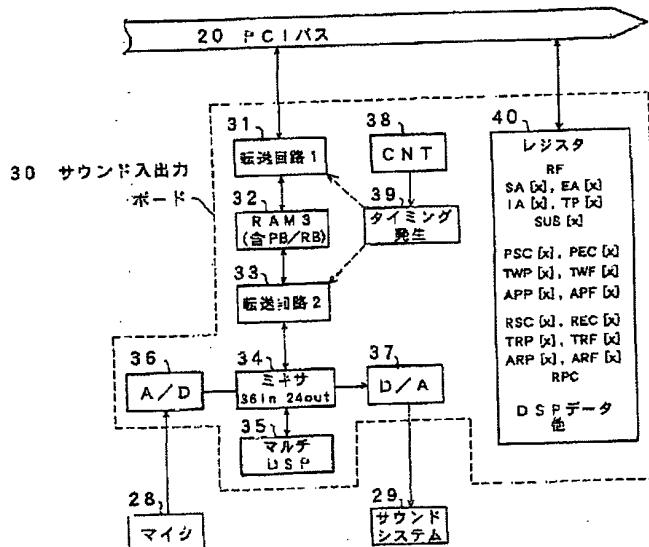 20 PCIバス
31
転送回路1
38
CNT
40
レジスタ
RF
SA [x], EA [x]
IA [x], TP [x]
SUS [x]
PSC [x], PEC [x]
TWP [x], TWF [x]
APP [x], APF [x]
RSC [x], REC [x]
TRP [x], TRF [x]
ARP [x], ARF [x]
RPC
DSPデータ
他
30 サウンド入出力
ボード
32
RAM3
(含PB/RB)
39
タイミング
発生
33
転送回路2
36
A/D
34
ミキサ
36in 24out
37
D/A
35
マルチ
DSP
28
マイク
29
サウンド
システム